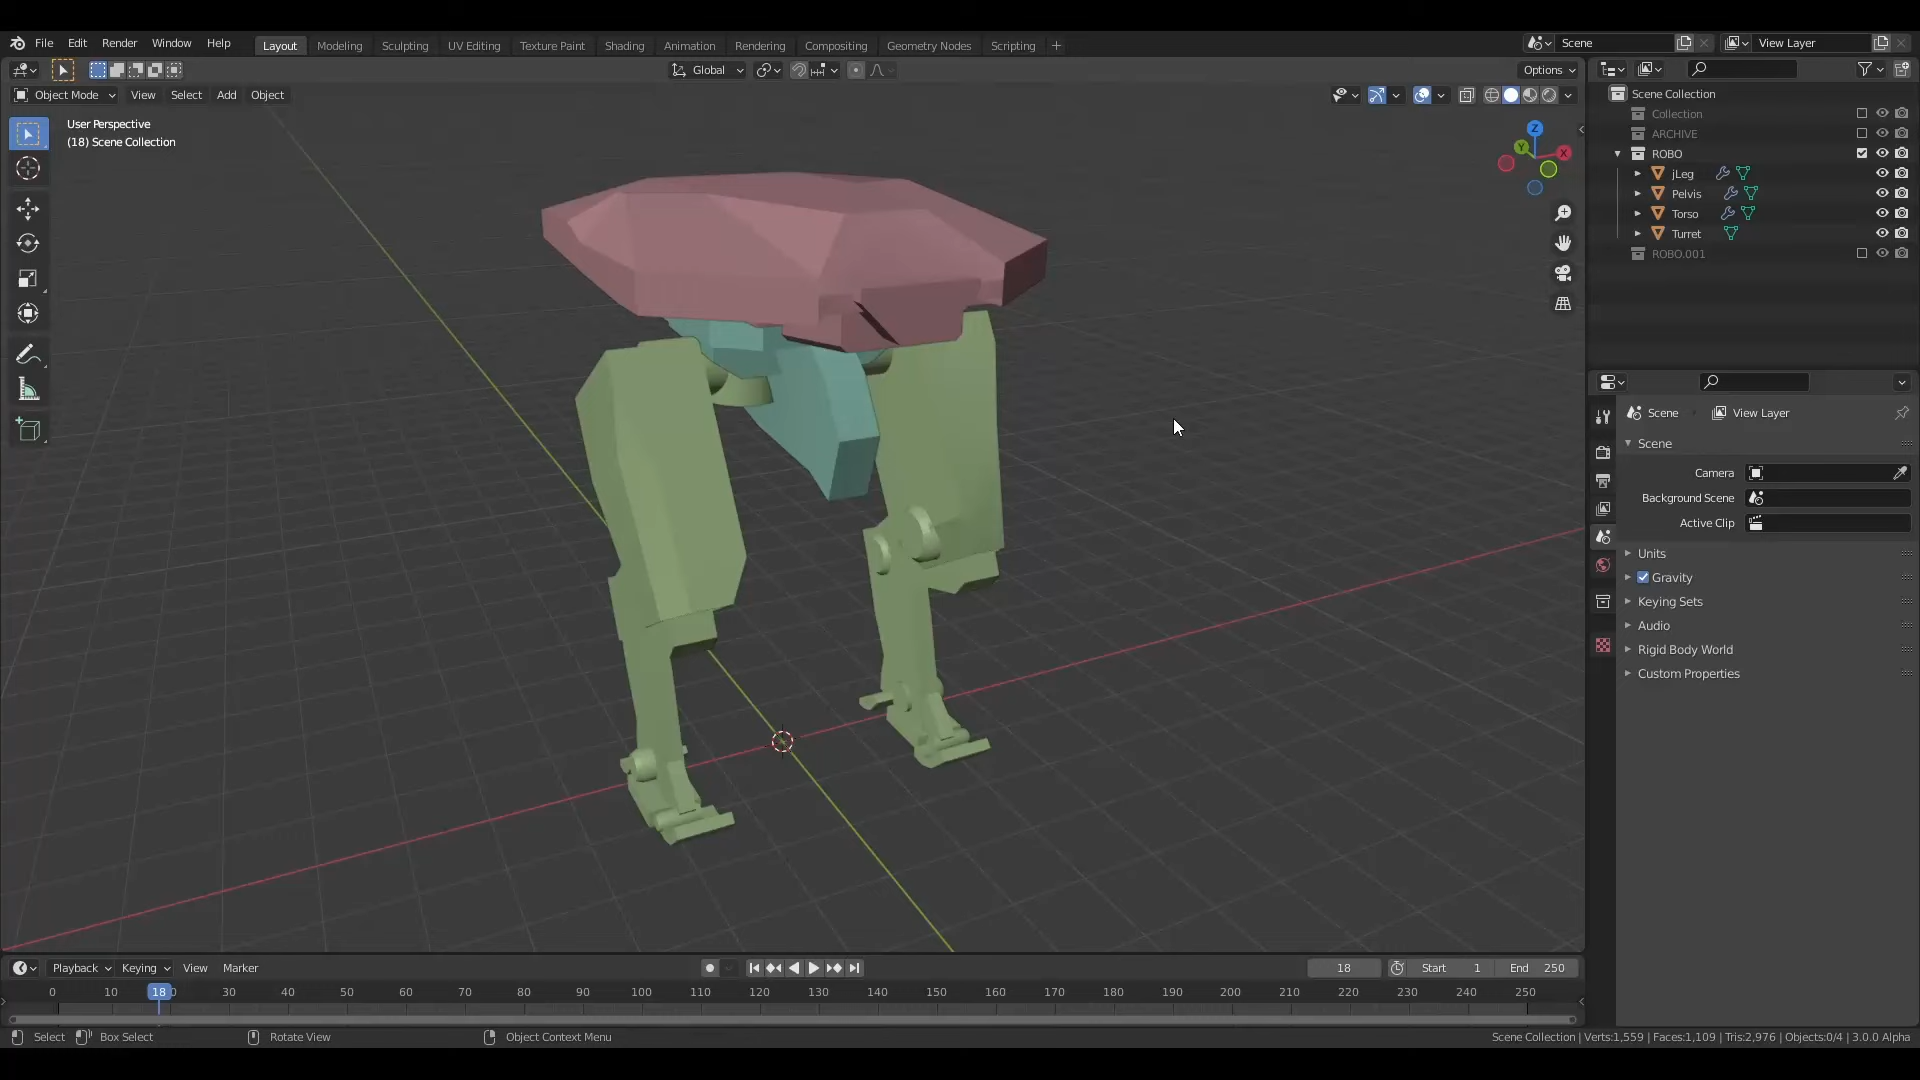 File Edit Render Window Help Layout Modeling Sculpting UV Editing Texture Paint Shading Animation Rendering Compositing Geometry Nodes Scripting + Scene View Layer
Global Options
Object Mode View Select Add Object
User Perspective
(18) Scene Collection
Z
Y X
Scene Collection
Collection
ARCHIVE
ROBO
jLeg
Pelvis
Torso
Turret
ROBO.001
Scene View Layer
Scene
Camera
Background Scene
Active Clip
Units
Gravity
Keying Sets
Audio
Rigid Body World
Custom Properties
Playback Keying View Marker 18 Start 1 End 250
0 10 18 30 40 50 60 70 80 90 100 110 120 130 140 150 160 170 180 190 200 210 220 230 240 250
Select Box Select Rotate View Object Context Menu Scene Collection | Verts:1,559 | Faces:1,109 | Tris:2,976 | Objects:0/4 | 3.0.0 Alpha